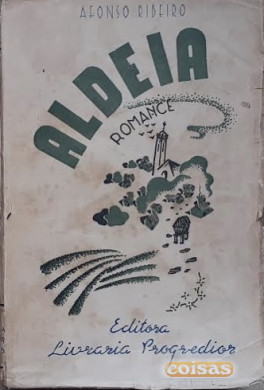 AFONSO RIBEIRO
ALDEIA
ROMANCE
Editora
Livraria Progredior
coisas